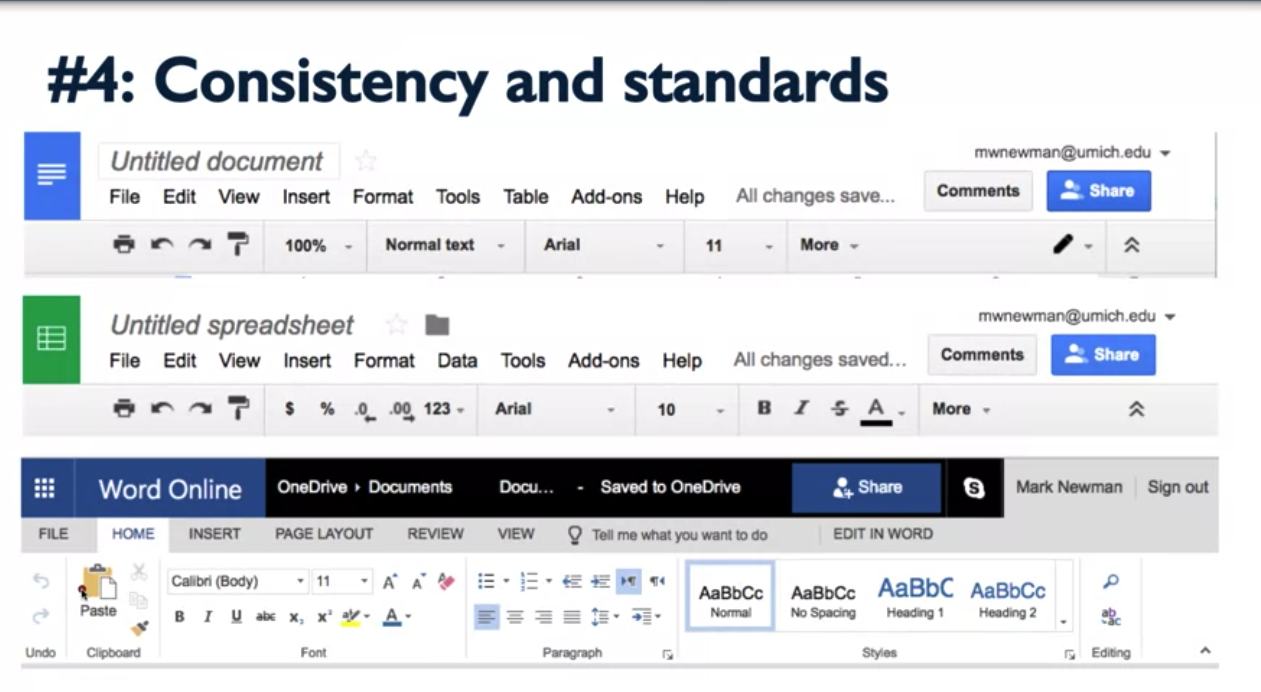 #4: Consistency and standards
Untitled document
mwnewman@umich.edu
File Edit View Insert Format Tools Table Add-ons Help All changes save... Comments Share
100% Normal text Arial 11 More
Untitled spreadsheet
mwnewman@umich.edu
File Edit View Insert Format Data Tools Add-ons Help All changes saved... Comments Share
$ % .0 .00 123 Arial 10 B I S A More
Word Online OneDrive Documents Docu... - Saved to OneDrive Share S Mark Newman Sign out
FILE HOME INSERT PAGE LAYOUT REVIEW VIEW Tell me what you want to do EDIT IN WORD
Calibri (Body) 11 A A
Paste
B I U abc x₂ x² ab A
AaBbCc AaBbCc AaBbC AaBbCc
Normal No Spacing Heading 1 Heading 2
ab ac
Undo Clipboard Font Paragraph Styles Editing